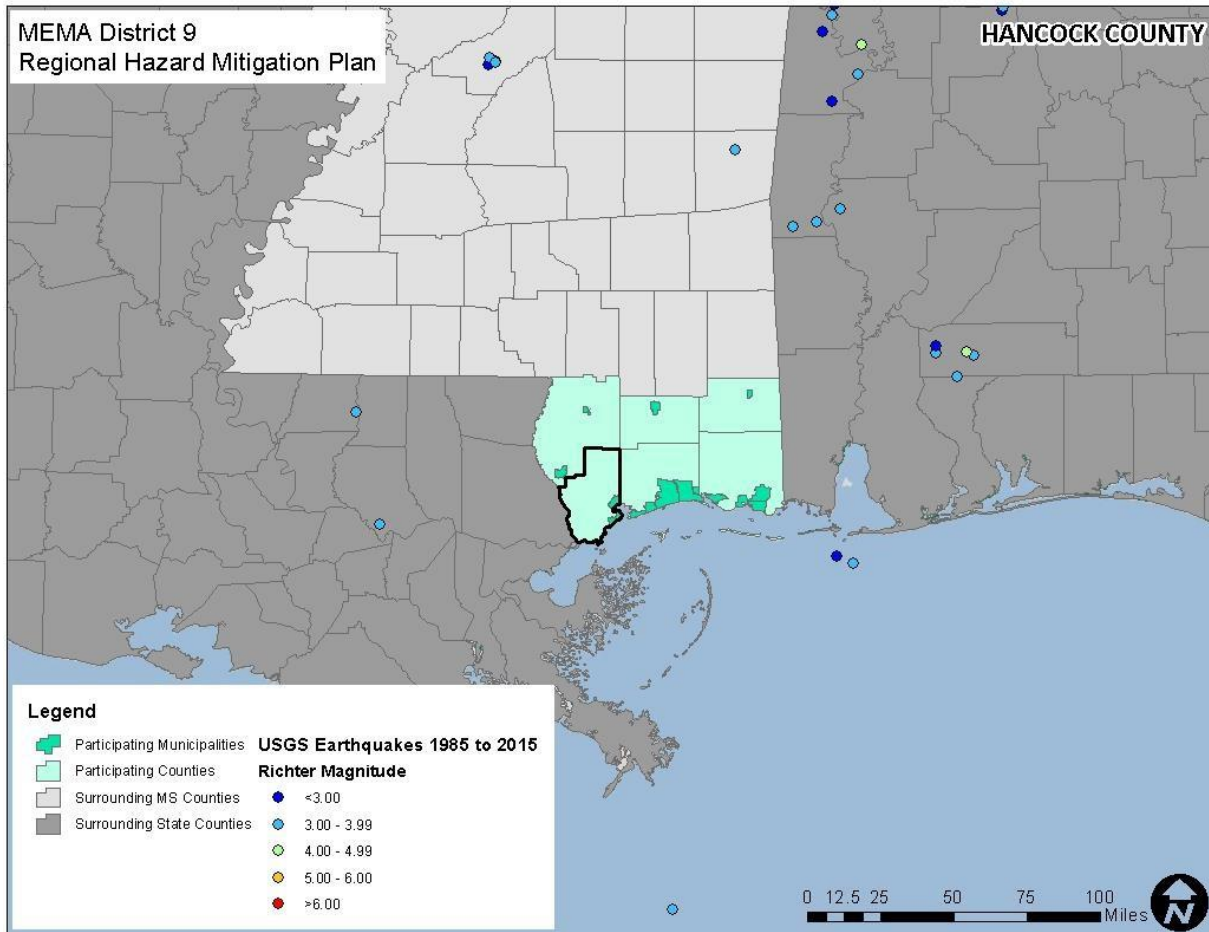 MEMA District 9
Regional Hazard Mitigation Plan
HANCOCK COUNTY
Legend
Participating Municipalities
Participating Counties
Surrounding MS Counties
Surrounding State Counties
USGS Earthquakes 1985 to 2015
Richter Magnitude
<3.00
3.00 - 3.99
4.00 - 4.99
5.00 - 6.00
>6.00
0 12.5 25 50 75 100
Miles
N